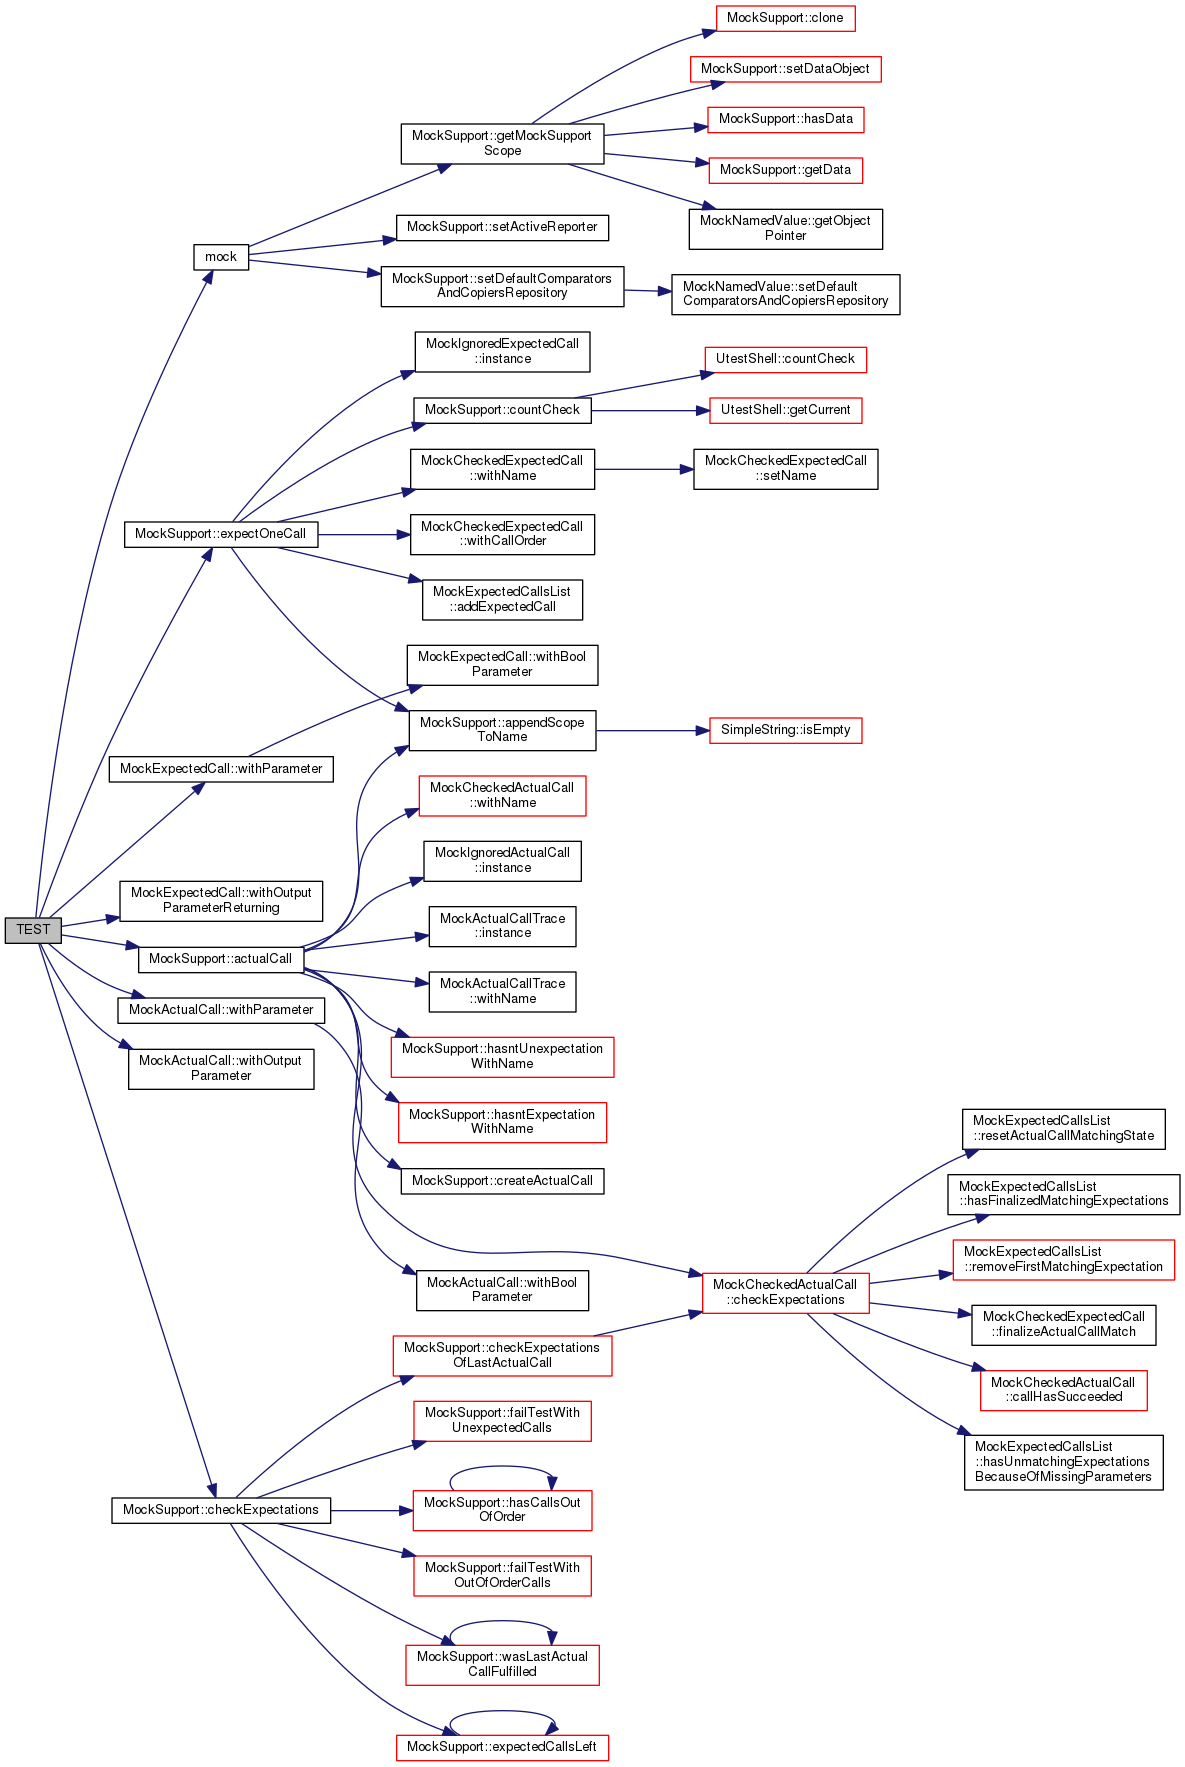 MockSupport::clone
MockSupport::setDataObject
MockSupport::hasData
MockSupport::getMockSupport
Scope
MockSupport::getData
MockNamedValue::getObject
Pointer
MockSupport::setActiveReporter
mock
MockSupport::setDefaultComparators
AndCopiersRepository
MockNamedValue::setDefault
ComparatorsAndCopiersRepository
MockIgnoredExpectedCall
::instance
UtestShell::countCheck
MockSupport::countCheck
UtestShell::getCurrent
MockCheckedExpectedCall
::withName
MockCheckedExpectedCall
::setName
MockSupport::expectOneCall
MockCheckedExpectedCall
::withCallOrder
MockExpectedCallsList
::addExpectedCall
MockExpectedCall::withBool
Parameter
MockSupport::appendScope
ToName
SimpleString::isEmpty
MockExpectedCall::withParameter
MockCheckedActualCall
::withName
MockIgnoredActualCall
::instance
MockExpectedCall::withOutput
ParameterReturning
TEST
MockActualCallTrace
::instance
MockSupport::actualCall
MockActualCallTrace
::withName
MockActualCall::withParameter
MockSupport::hasntUnexpectation
WithName
MockActualCall::withOutput
Parameter
MockSupport::hasntExpectation
WithName
MockExpectedCallsList
::resetActualCallMatchingState
MockSupport::createActualCall
MockExpectedCallsList
::hasFinalizedMatchingExpectations
MockExpectedCallsList
::removeFirstMatchingExpectation
MockActualCall::withBool
Parameter
MockCheckedActualCall
::checkExpectations
MockCheckedExpectedCall
::finalizeActualCallMatch
MockSupport::checkExpectations
OfLastActualCall
MockCheckedActualCall
::callHasSucceeded
MockSupport::failTestWith
UnexpectedCalls
MockExpectedCallsList
::hasUnmatchingExpectations
BecauseOfMissingParameters
MockSupport::checkExpectations
MockSupport::hasCallsOut
OfOrder
MockSupport::failTestWith
OutOfOrderCalls
MockSupport::wasLastActual
CallFulfilled
MockSupport::expectedCallsLeft